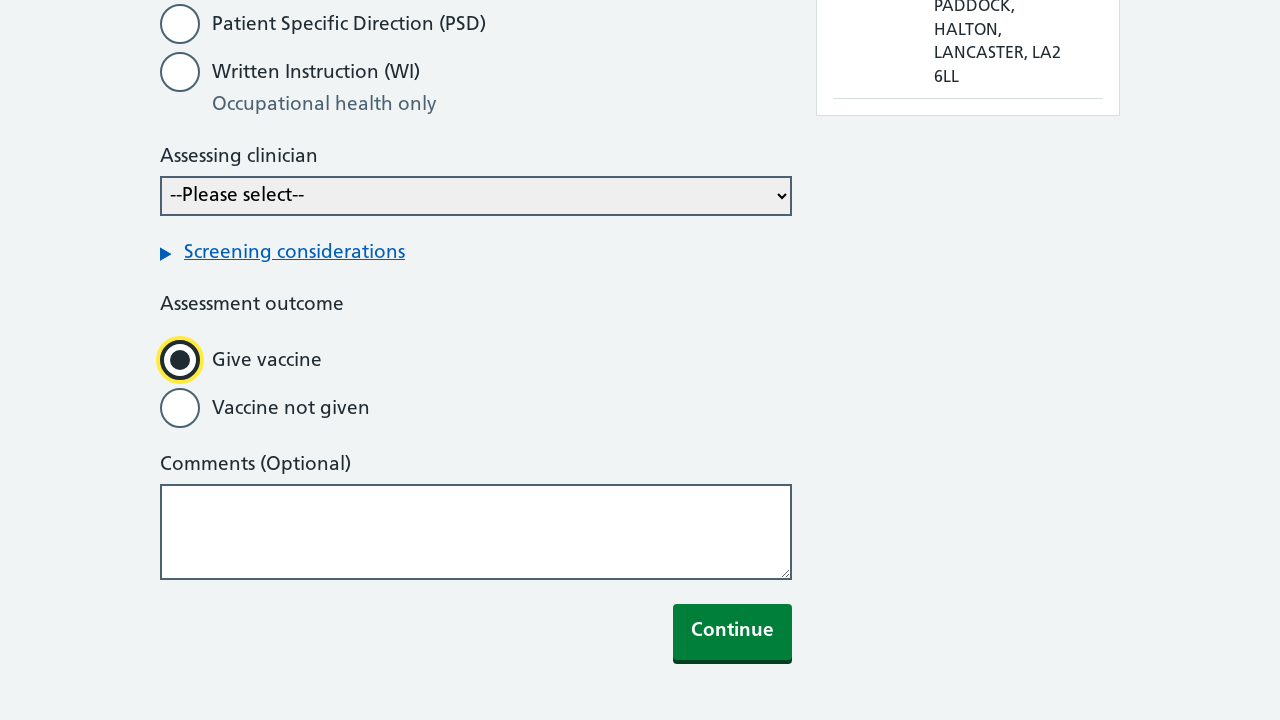 Patient Specific Direction (PSD)
Written Instruction (WI)
Occupational health only
Assessing clinician
--Please select--
Screening considerations
Assessment outcome
Give vaccine
Vaccine not given
Comments (Optional)
Continue
PADDOCK,
HALTON,
LANCASTER, LA2
6LL